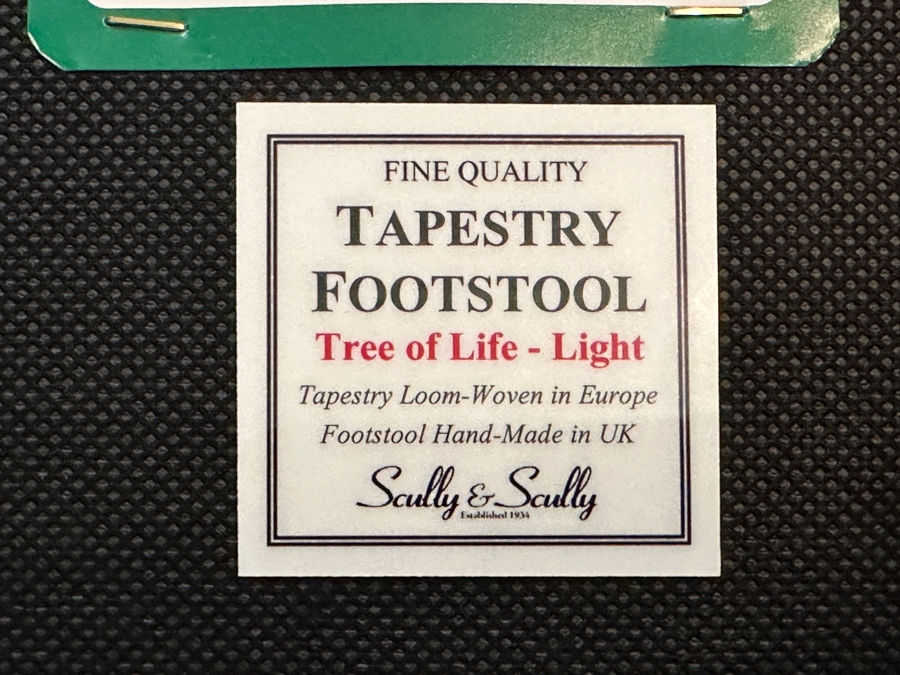 FINE QUALITY
TAPESTRY
FOOTSTOOL
Tree of Life - Light
Tapestry Loom-Woven in Europe
Footstool Hand-Made in UK
Scully & Scully
Established 1934